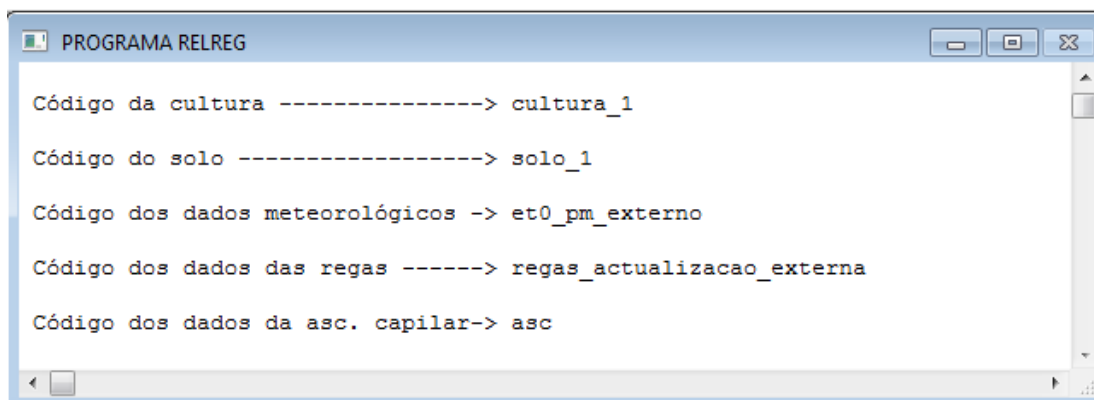 PROGRAMA RELREG
Código da cultura ---------------> cultura_1
Código do solo ------------------> solo_1
Código dos dados meteorológicos -> et0_pm_externo
Código dos dados das regas ------> regas_actualizacao_externa
Código dos dados da asc. capilar-> asc